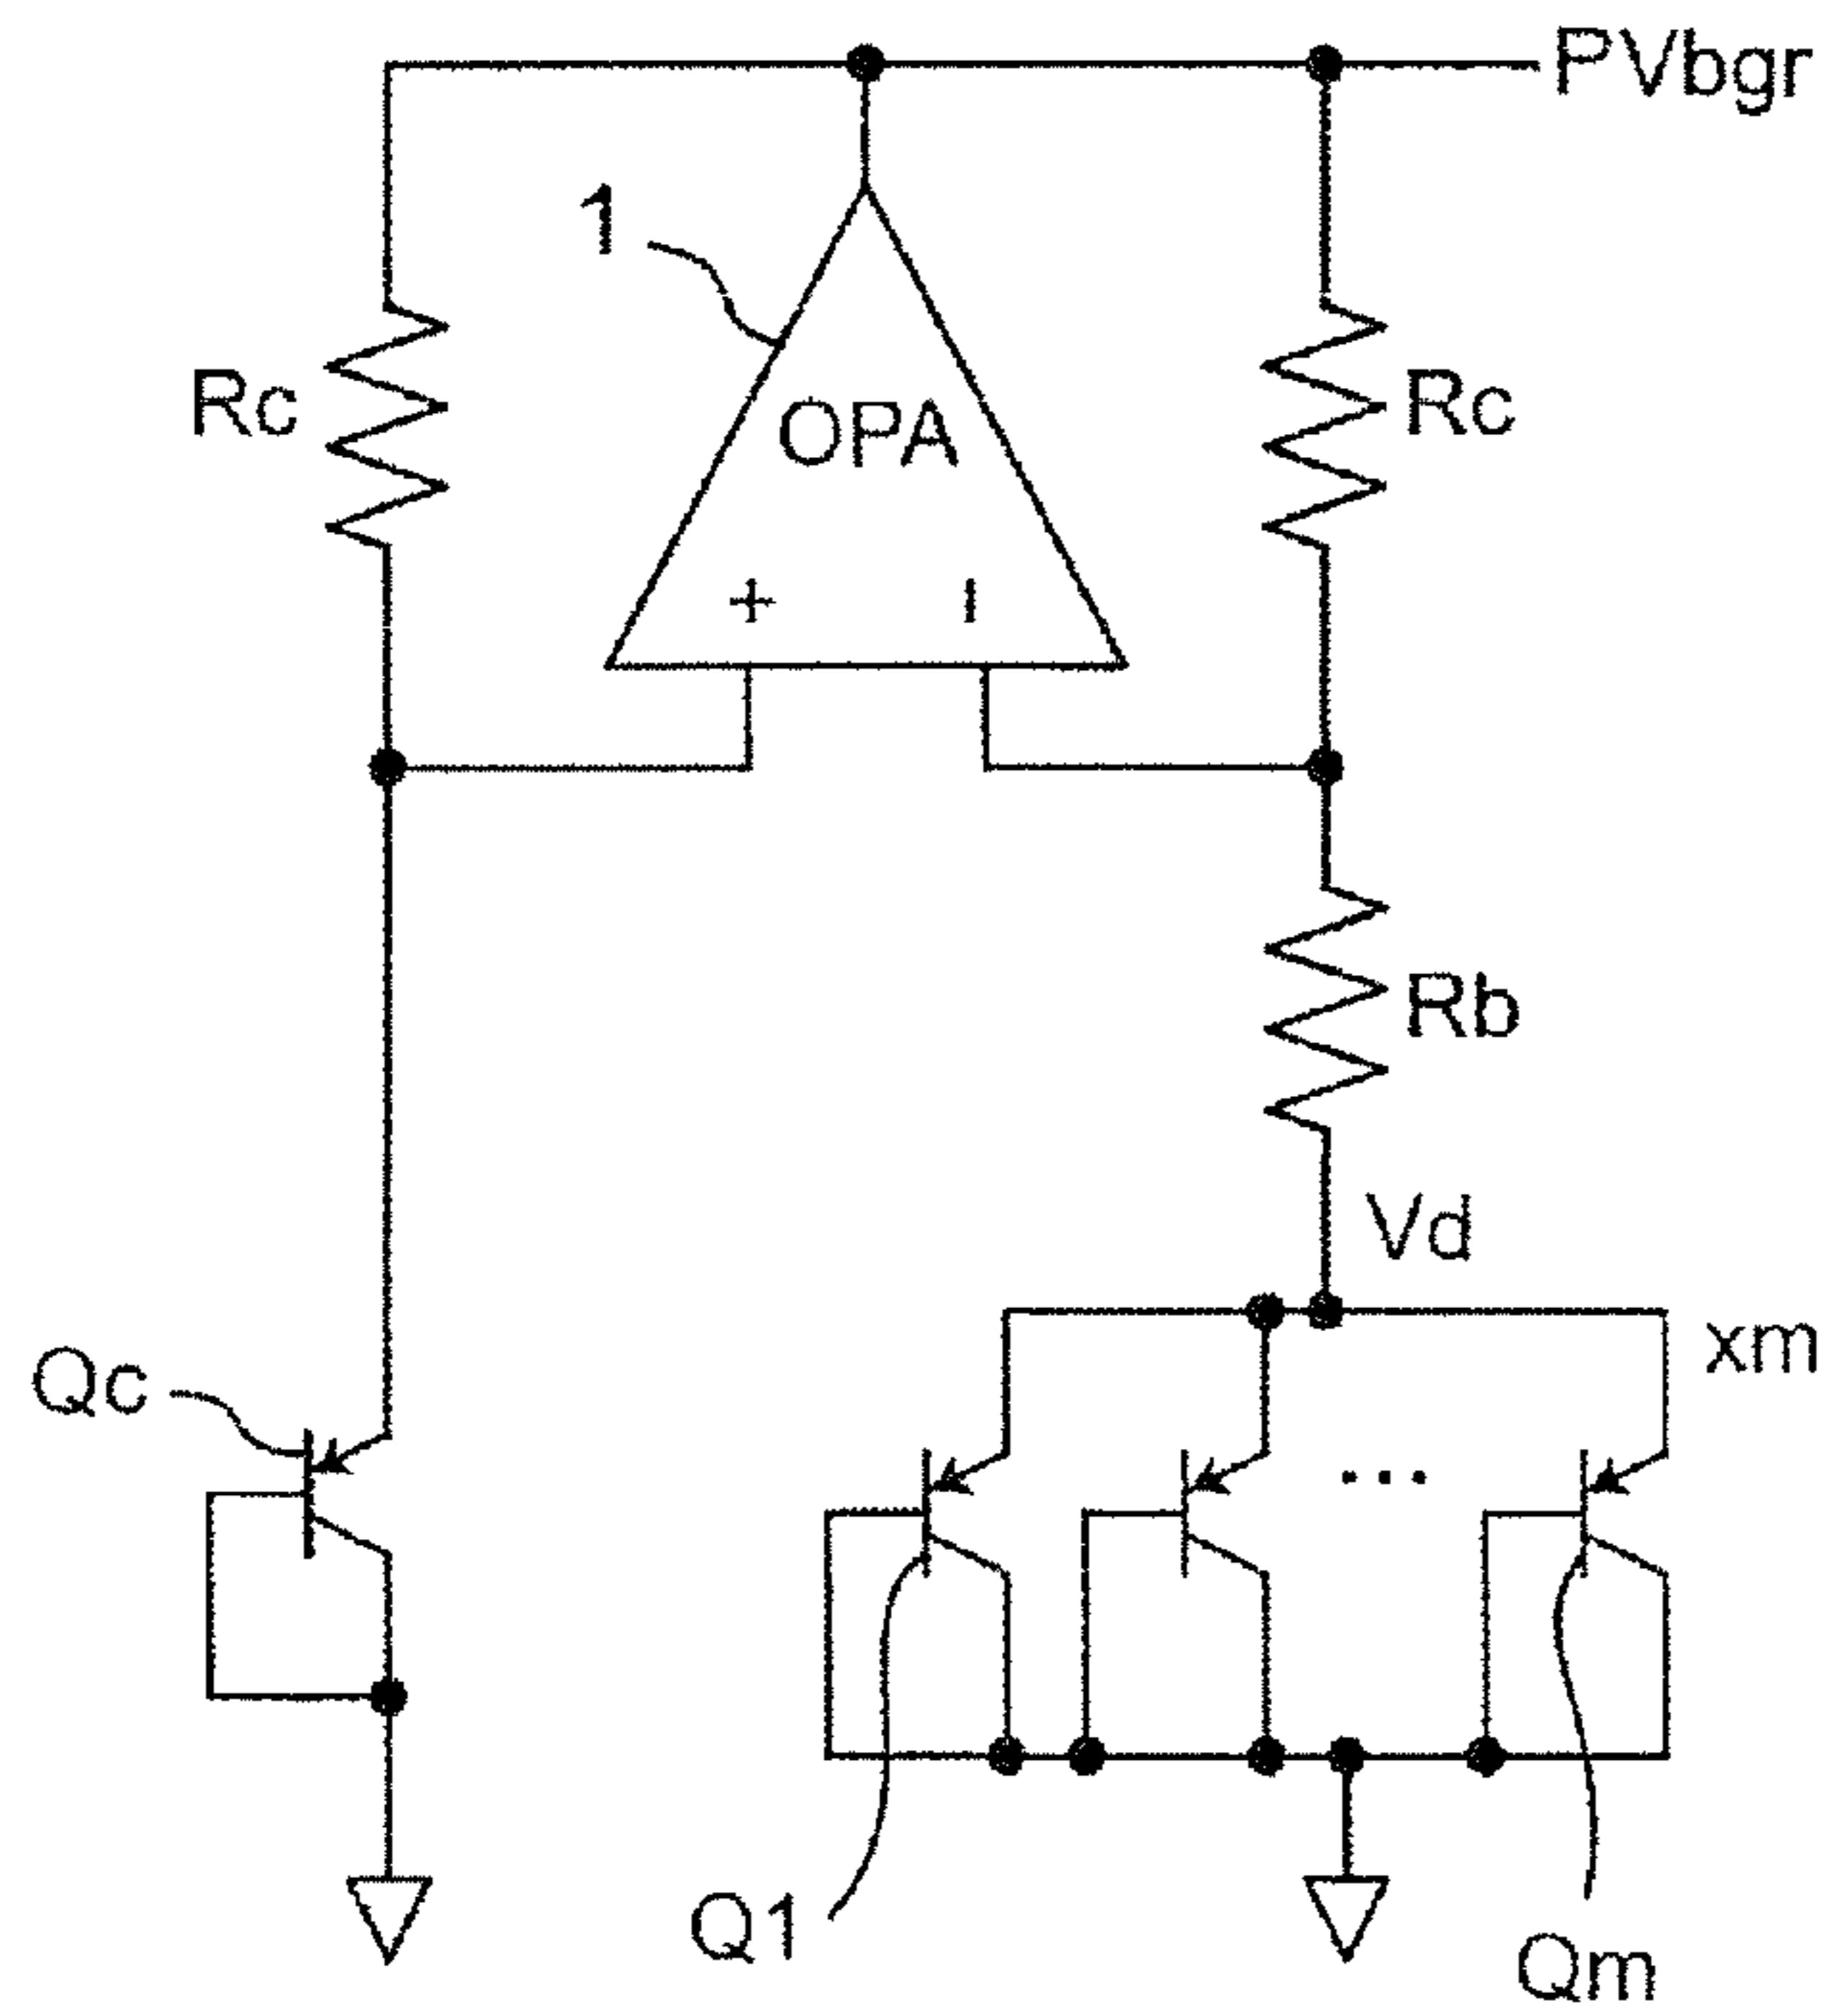 PVbgr
1
Rc
OPA
Rc
+
-
Rb
Vd
xm
Qc
...
Q1
Qm